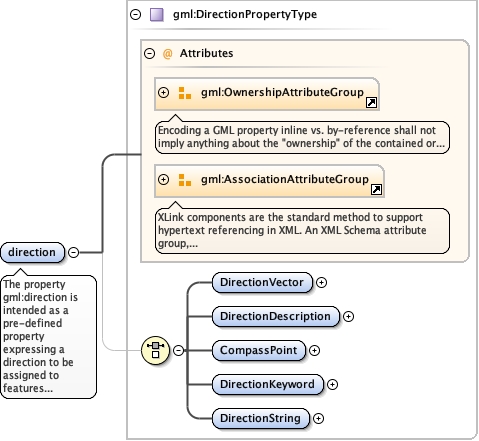 gml:DirectionPropertyType
@ Attributes
gml:OwnershipAttributeGroup
Encoding a GML property inline vs. by-reference shall not
imply anything about the "ownership" of the contained or...
gml:AssociationAttributeGroup
XLink components are the standard method to support
hypertext referencing in XML. An XML Schema attribute
group,...
direction
The property
gml:direction is
intended as a
pre-defined
property
expressing a
direction to be
assigned to
features...
DirectionVector
DirectionDescription
CompassPoint
DirectionKeyword
DirectionString